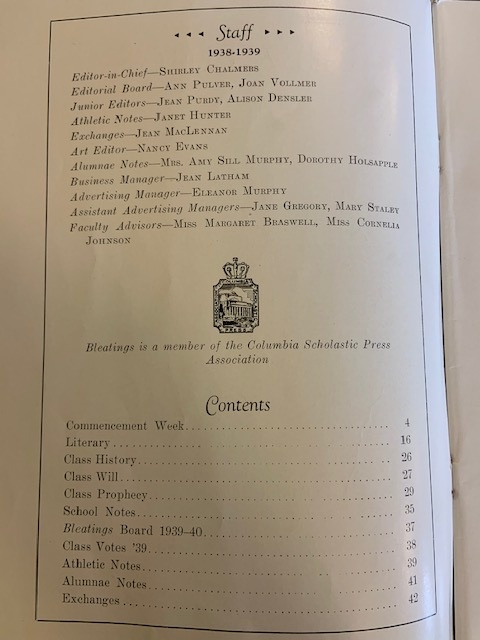 ◄ ◄ ◄ Staff ► ► ►
1938-1939
Editor-in-Chief—Shirley Chalmers
Editorial Board—Ann Pulver, Joan Vollmer
Junior Editors—Jean Purdy, Alison Densler
Athletic Notes—Janet Hunter
Exchanges—Jean MacLennan
Art Editor—Nancy Evans
Alumnae Notes—Mrs. Amy Sill Murphy, Dorothy Holsapple
Business Manager—Jean Latham
Advertising Manager—Eleanor Murphy
Assistant Advertising Managers—Jane Gregory, Mary Staley
Faculty Advisors—Miss Margaret Braswell, Miss Cornelia
Johnson
COLUMBIA
PRESS
Bleatings is a member of the Columbia Scholastic Press
Association
Contents
Commencement Week 4
Literary 16
Class History 26
Class Will 27
Class Prophecy 29
School Notes 35
Bleatings Board 1939–40 37
Class Votes '39 38
Athletic Notes 39
Alumnae Notes 41
Exchanges 42